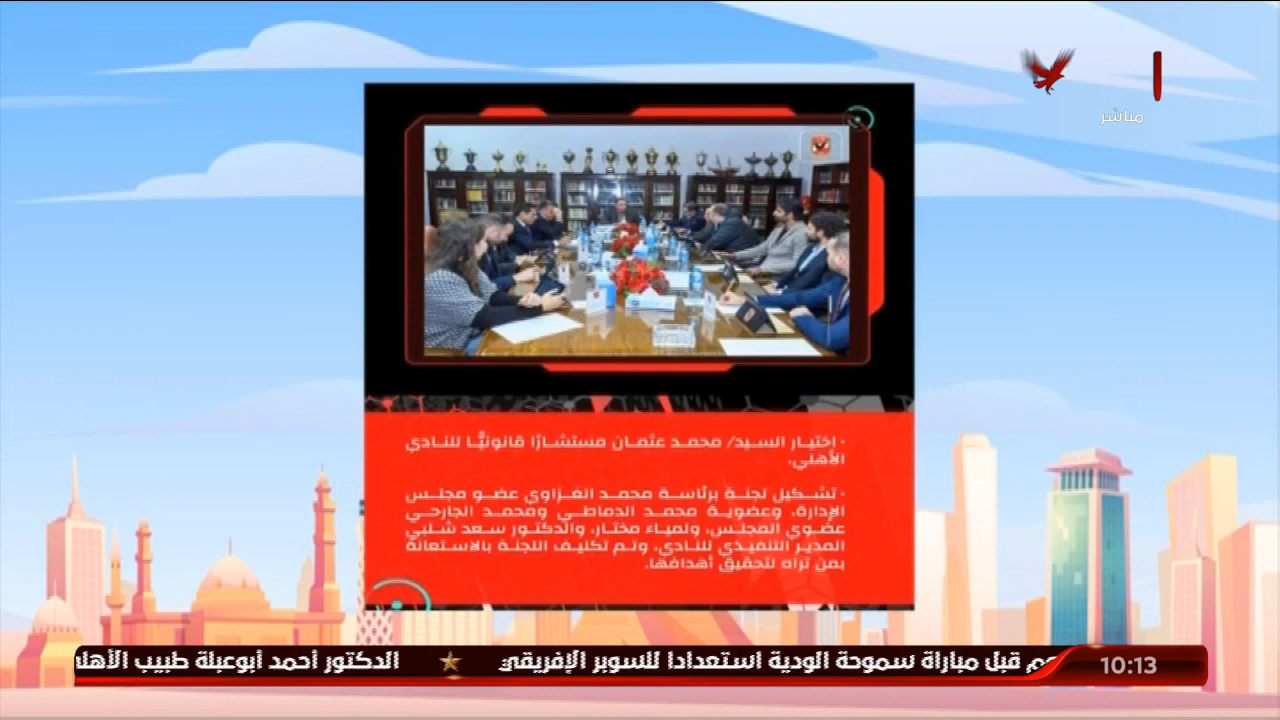 مباشر
• اختيار السيد/ محمد عثمان مستشارًا قانونيًّا للنادي
الأهلي.
• تشكيل لجنة برئاسة محمد الغزاوي عضو مجلس
الإدارة، وعضوية محمد الدماطي ومحمد الجارحي
عضوي المجلس، ولمياء مختار، والدكتور سعد شلبي
المدير التنفيذي للنادي، وتم تكليف اللجنة بالاستعانة
بمن تراه لتحقيق أهدافها.
قبل مباراة سموحة الودية استعدادا للسوبر الإفريقي
الدكتور أحمد أبوعبلة طبيب الأهل
10:13